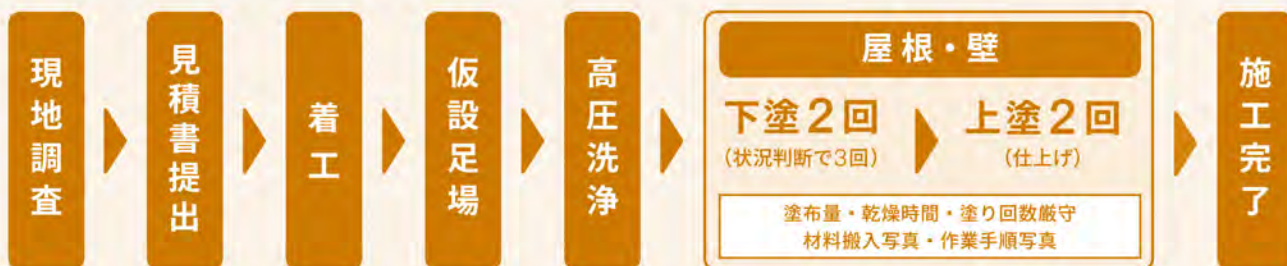 現地調査
見積書提出
着工
仮設足場
高圧洗浄
屋根・壁
下塗2回
(状況判断で3回)
上塗2回
(仕上げ)
塗布量・乾燥時間・塗り回数厳守
材料搬入写真・作業手順写真
施工完了